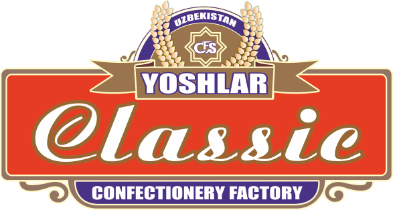 UZBEKISTAN
CFS
YOSHLAR
Classic
CONFECTIONERY FACTORY